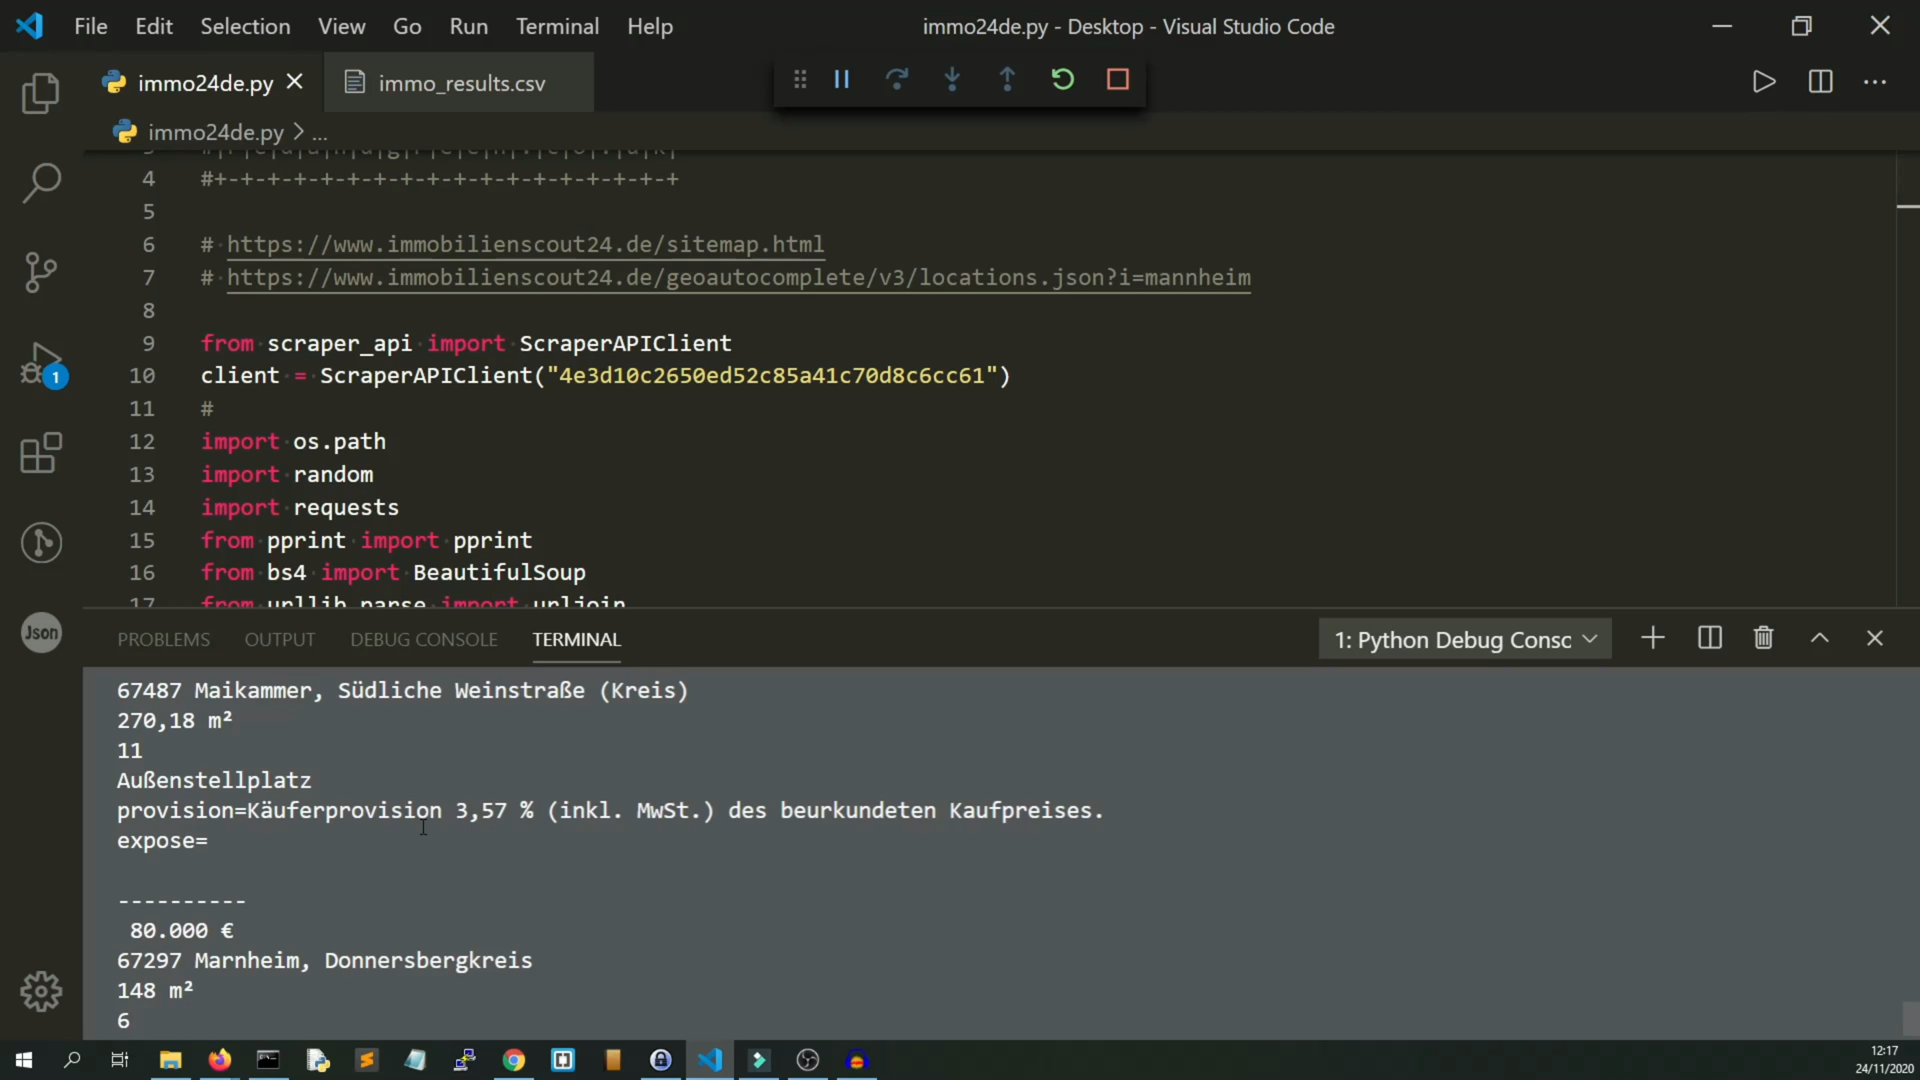 File Edit Selection View Go Run Terminal Help
immo24de.py - Desktop - Visual Studio Code
immo24de.py
immo_results.csv
immo24de.py > ...
4 #+-+-+-+-+-+-+-+-+-+-+-+-+-+-+-+-+-+
5
6 # https://www.immobilienscout24.de/sitemap.html
7 # https://www.immobilienscout24.de/geoautocomplete/v3/locations.json?i=mannheim
8
9 from scraper_api import ScraperAPIClient
10 client = ScraperAPIClient("4e3d10c2650ed52c85a41c70d8c6cc61")
11 #
12 import os.path
13 import random
14 import requests
15 from pprint import pprint
16 from bs4 import BeautifulSoup
17 from urllib.parse import urljoin
1
Json
PROBLEMS OUTPUT DEBUG CONSOLE TERMINAL
1: Python Debug Consc
67487 Maikammer, Südliche Weinstraße (Kreis)
270,18 m²
11
Außenstellplatz
provision=Käuferprovision 3,57 % (inkl. MwSt.) des beurkundeten Kaufpreises.
expose=
----------
80.000 €
67297 Marnheim, Donnersbergkreis
148 m²
6
12:17
24/11/2020